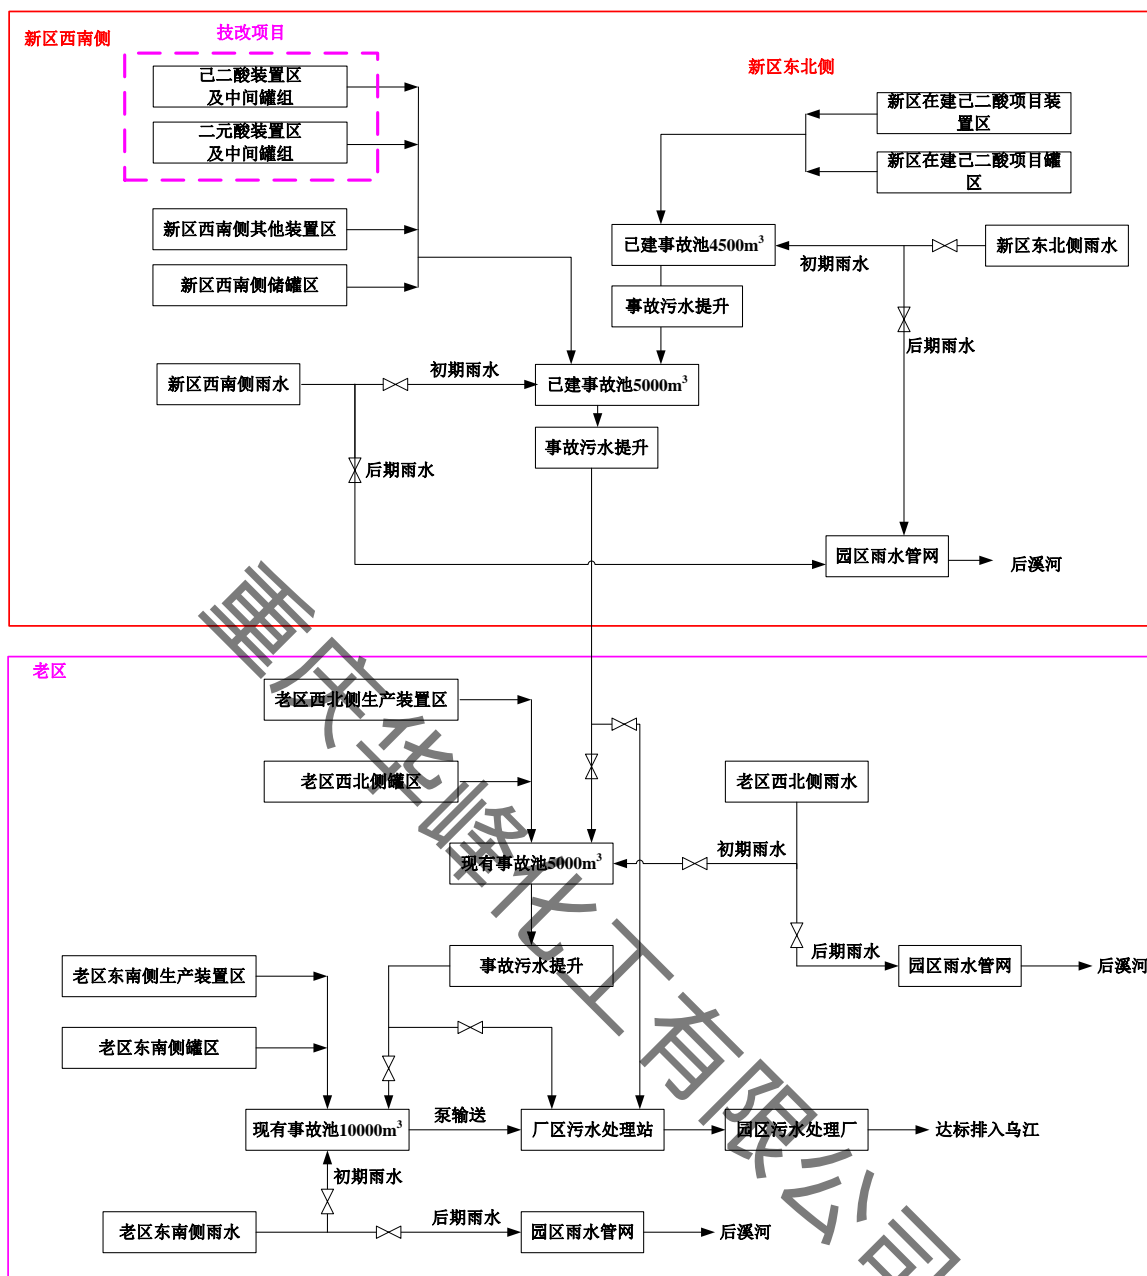 新区西南侧
技改项目
己二酸装置区
及中间罐组
二元酸装置区
及中间罐组
新区西南侧其他装置区
新区西南侧储罐区
新区东北侧
新区在建己二酸项目装
置区
新区在建己二酸项目罐
区
已建事故池4500m³
初期雨水
新区东北侧雨水
事故污水提升
后期雨水
新区西南侧雨水
初期雨水
已建事故池5000m³
事故污水提升
后期雨水
园区雨水管网
后溪河
老区
老区西北侧生产装置区
老区西北侧罐区
老区西北侧雨水
现有事故池5000m³
初期雨水
事故污水提升
后期雨水
园区雨水管网
后溪河
老区东南侧生产装置区
老区东南侧罐区
现有事故池10000m³
泵输送
厂区污水处理站
园区污水处理厂
达标排入乌江
初期雨水
老区东南侧雨水
后期雨水
园区雨水管网
后溪河
重庆华峰化工有限公司